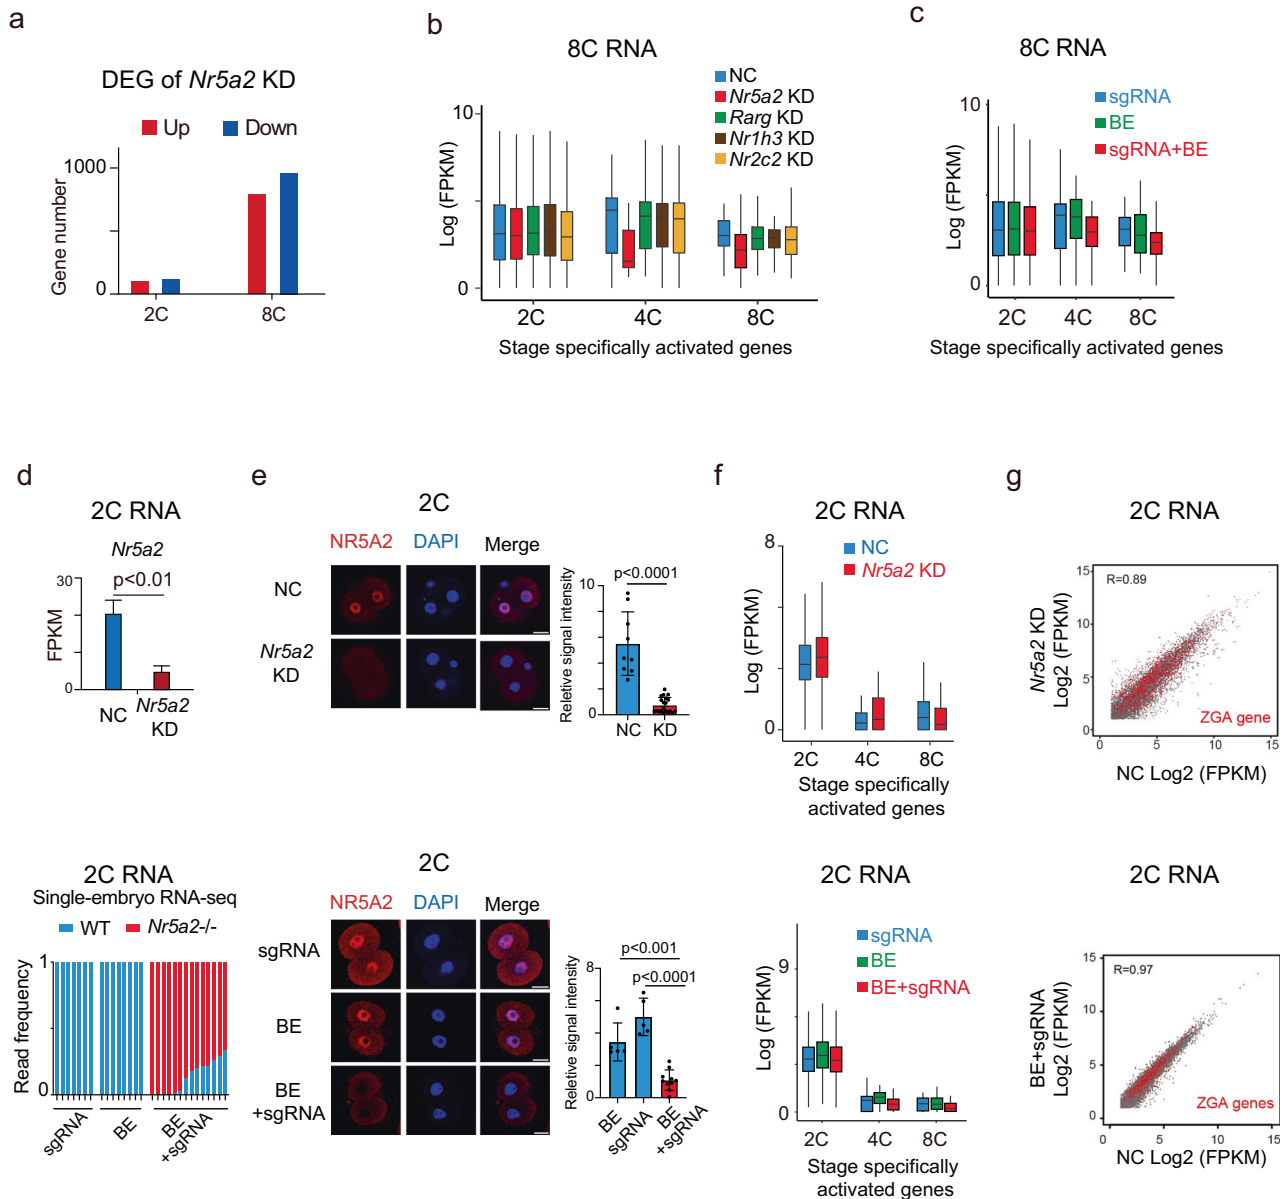 a
DEG of Nr5a2 KD
Up
Down
Gene number
1000
0
2C
8C
b
8C RNA
NC
Nr5a2 KD
Rarg KD
Nr1h3 KD
Nr2c2 KD
Log (FPKM)
10
0
2C
4C
8C
Stage specifically activated genes
c
8C RNA
sgRNA
BE
sgRNA+BE
Log (FPKM)
10
0
2C
4C
8C
Stage specifically activated genes
d
2C RNA
Nr5a2
p<0.01
FPKM
30
0
NC
Nr5a2
KD
2C RNA
Single-embryo RNA-seq
WT
Nr5a2-/-
Read frequency
1
0
sgRNA
BE
BE
+sgRNA
e
2C
NR5A2
DAPI
Merge
NC
Nr5a2
KD
Reletive signal intensity
p<0.0001
10
0
NC
KD
2C
NR5A2
DAPI
Merge
sgRNA
BE
BE
+sgRNA
Reletive signal intensity
p<0.001
p<0.0001
8
0
BE
sgRNA
BE
+sgRNA
f
2C RNA
NC
Nr5a2 KD
Log (FPKM)
8
0
2C
4C
8C
Stage specifically
activated genes
2C RNA
sgRNA
BE
BE+sgRNA
Log (FPKM)
9
0
2C
4C
8C
Stage specifically
activated genes
g
2C RNA
R=0.89
Nr5a2 KD
Log2 (FPKM)
15
10
5
0
ZGA gene
0
5
10
15
NC Log2 (FPKM)
2C RNA
R=0.97
BE+sgRNA
Log2 (FPKM)
15
10
5
0
ZGA genes
0
5
10
15
NC Log2 (FPKM)